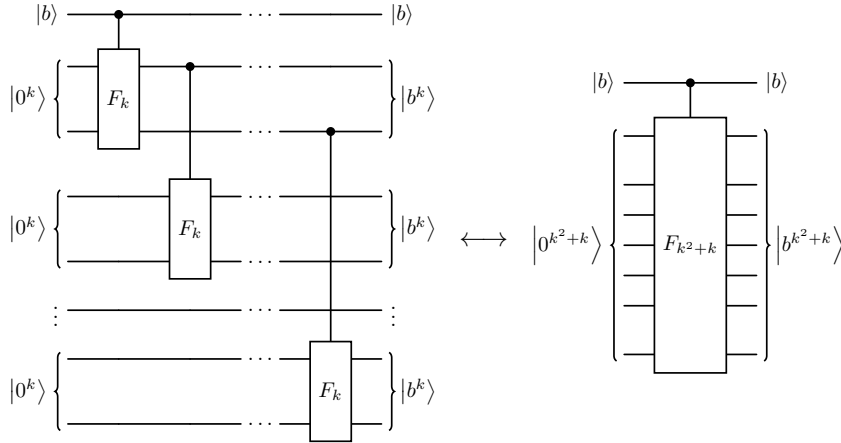 |b⟩ ··· |b⟩
|0^k⟩ F_k ··· |b^k⟩
···
|0^k⟩ F_k ··· |b^k⟩
···
⋮ ··· ⋮
|0^k⟩ ··· F_k |b^k⟩
···
⟷
|b⟩ |b⟩
|0^{k^2+k}⟩ F_{k^2+k} |b^{k^2+k}⟩